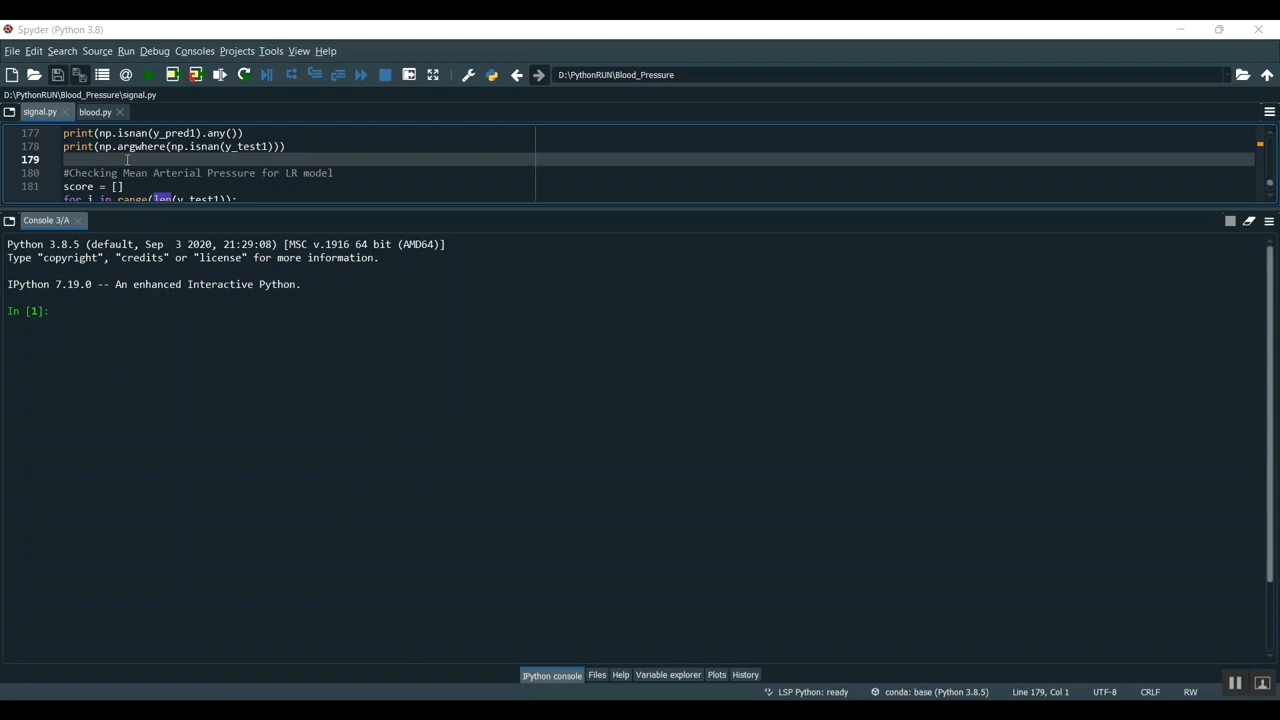 Spyder (Python 3.8)
File Edit Search Source Run Debug Consoles Projects Tools View Help
D:\PythonRUN\Blood_Pressure
D:\PythonRUN\Blood_Pressure\signal.py
signal.py blood.py
177 print(np.isnan(y_pred1).any())
178 print(np.argwhere(np.isnan(y_test1)))
179
180 #Checking Mean Arterial Pressure for LR model
181 score = []
for i in range(len(y_test1)):
Console 3/A
Python 3.8.5 (default, Sep  3 2020, 21:29:08) [MSC v.1916 64 bit (AMD64)]
Type "copyright", "credits" or "license" for more information.
IPython 7.19.0 -- An enhanced Interactive Python.
In [1]:
IPython console Files Help Variable explorer Plots History
LSP Python: ready conda: base (Python 3.8.5) Line 179, Col 1 UTF-8 CRLF RW